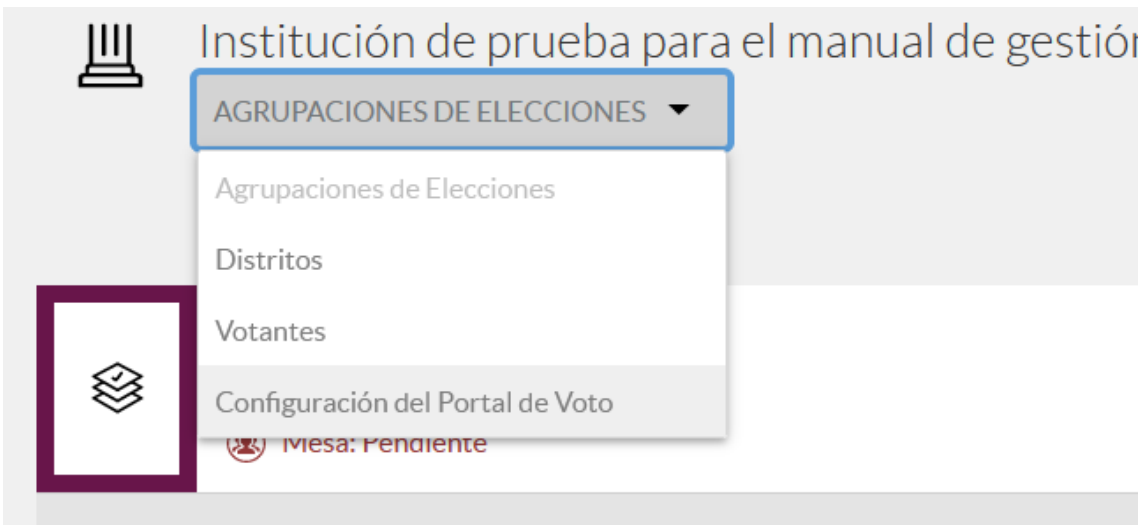 Institución de prueba para el manual de gestión
AGRUPACIONES DE ELECCIONES
Agrupaciones de Elecciones
Distritos
Votantes
Configuración del Portal de Voto
Mesa: Pendiente